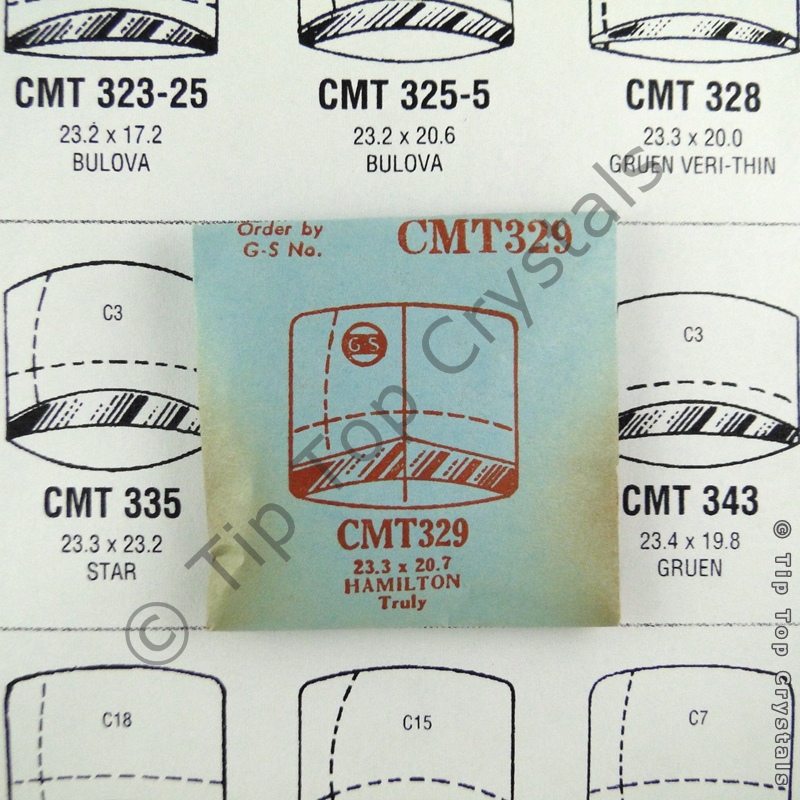 CMT 323-25
23.2 x 17.2
BULOVA
CMT 325-5
23.2 x 20.6
BULOVA
CMT 328
23.3 x 20.0
GRUEN VERI-THIN
Order by
G-S No.
CMT329
G-S
CMT329
23.3 x 20.7
HAMILTON
Truly
C3
CMT 335
23.3 x 23.2
STAR
C3
CMT 343
23.4 x 19.8
GRUEN
C18
C15
C7
© Tip Top Crystals
© Tip Top Crystals